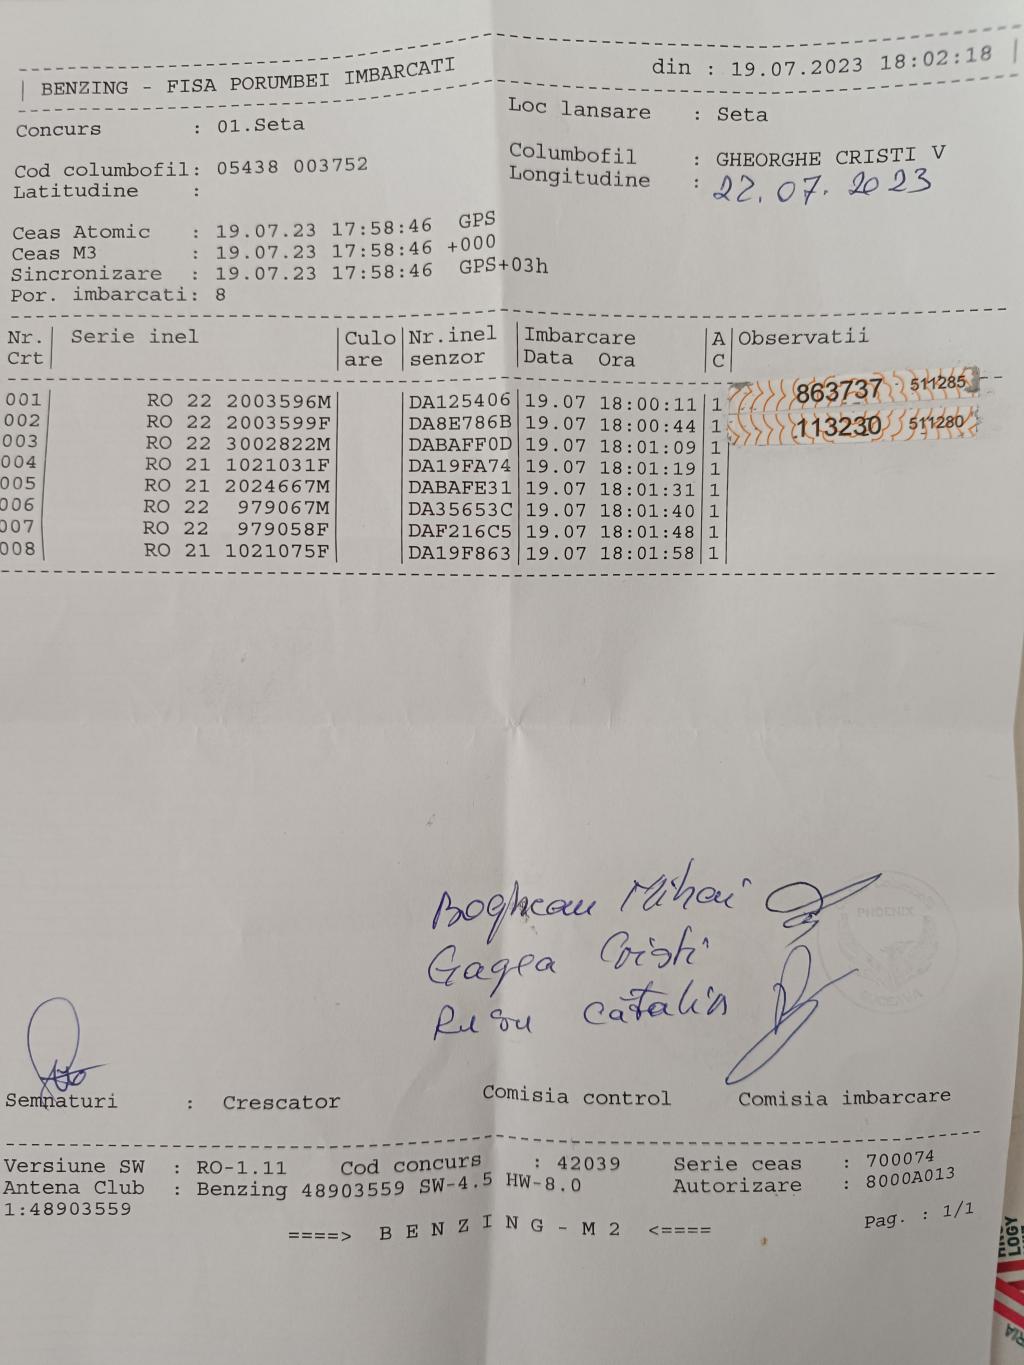 BENZING - FISA PORUMBEI IMBARCATI din : 19.07.2023 18:02:18
Concurs : 01.Seta Loc lansare : Seta
Cod columbofil: 05438 003752 Columbofil : GHEORGHE CRISTI V
Latitudine : Longitudine : 22.07.2023
Ceas Atomic : 19.07.23 17:58:46 GPS
Ceas M3 : 19.07.23 17:58:46 +000
Sincronizare : 19.07.23 17:58:46 GPS+03h
Por. imbarcati: 8
Nr. Serie inel Culo Nr.inel Imbarcare A Observatii
Crt are senzor Data Ora C
001 RO 22 2003596M DA125406 19.07 18:00:11 1 863737 511285
002 RO 22 2003599F DA8E786B 19.07 18:00:44 1 113230 511280
003 RO 22 3002822M DABAFF0D 19.07 18:01:09 1
004 RO 21 1021031F DA19FA74 19.07 18:01:19 1
005 RO 21 2024667M DABAFE31 19.07 18:01:31 1
006 RO 22 979067M DA35653C 19.07 18:01:40 1
007 RO 22 979058F DAF216C5 19.07 18:01:48 1
008 RO 21 1021075F DA19F863 19.07 18:01:58 1
Boghean Mihai
PHOENIX
Gagea Cristi
Rusu Cătalin
Semnaturi : Crescator Comisia control Comisia imbarcare
Versiune SW : RO-1.11 Cod concurs : 42039 Serie ceas : 700074
Antena Club : Benzing 48903559 SW-4.5 HW-8.0 Autorizare : 8000A013
1:48903559 Pag. : 1/1
====> B E N Z I N G - M 2 <====
LOGY